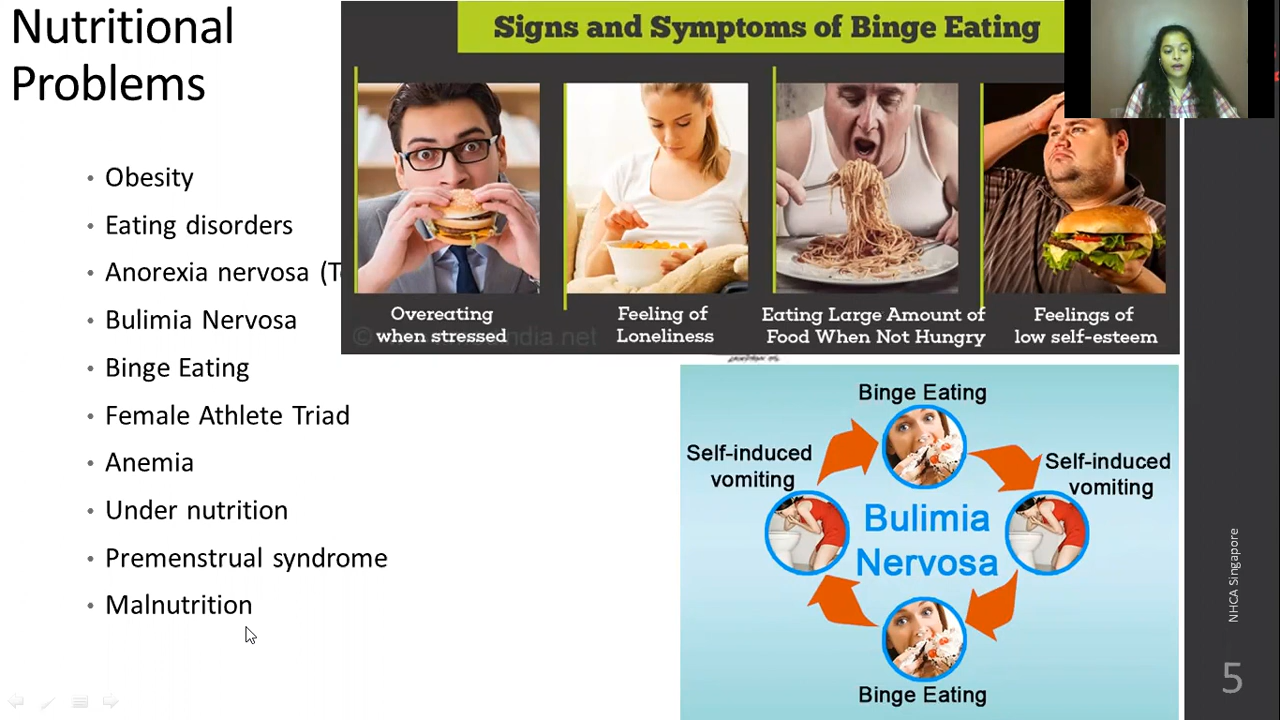 Nutritional
Problems
Obesity
Eating disorders
Anorexia nervosa (T
Bulimia Nervosa
Binge Eating
Female Athlete Triad
Anemia
Under nutrition
Premenstrual syndrome
Malnutrition
Signs and Symptoms of Binge Eating
Overeating
when stressed
Feeling of
Loneliness
Eating Large Amount of
Food When Not Hungry
Feelings of
low self-esteem
Binge Eating
Self-induced
vomiting
Self-induced
vomiting
Bulimia
Nervosa
Binge Eating
NHCA Singapore
5